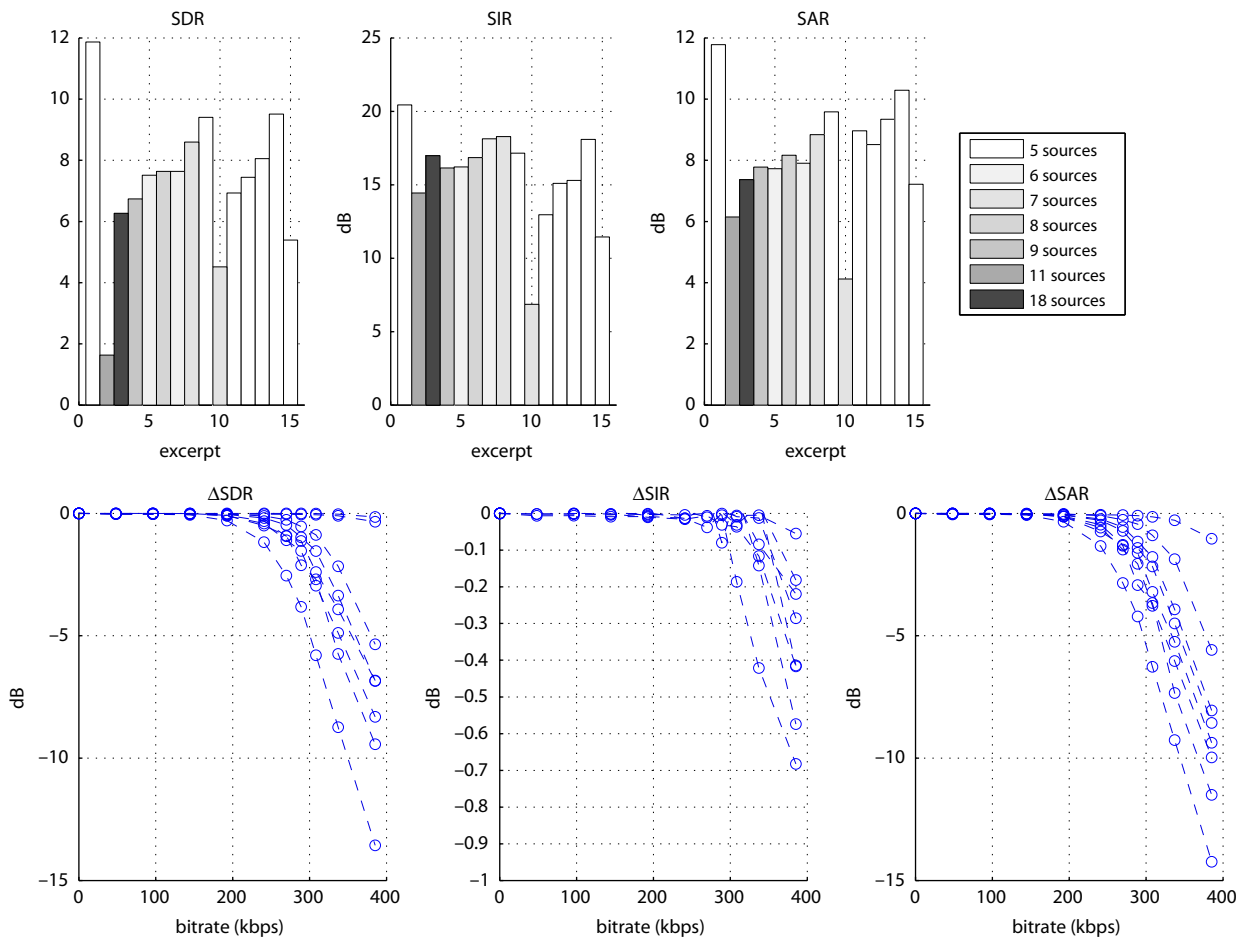 SDR
12
10
8
6
4
2
0
0 5 10 15
excerpt
SIR
dB
25
20
15
10
5
0
0 5 10 15
excerpt
SAR
dB
12
10
8
6
4
2
0
0 5 10 15
excerpt
5 sources
6 sources
7 sources
8 sources
9 sources
11 sources
18 sources
ΔSDR
dB
0
−5
−10
−15
0 100 200 300 400
bitrate (kbps)
ΔSIR
dB
0
−0.1
−0.2
−0.3
−0.4
−0.5
−0.6
−0.7
−0.8
−0.9
−1
0 100 200 300 400
bitrate (kbps)
ΔSAR
dB
0
−5
−10
−15
0 100 200 300 400
bitrate (kbps)